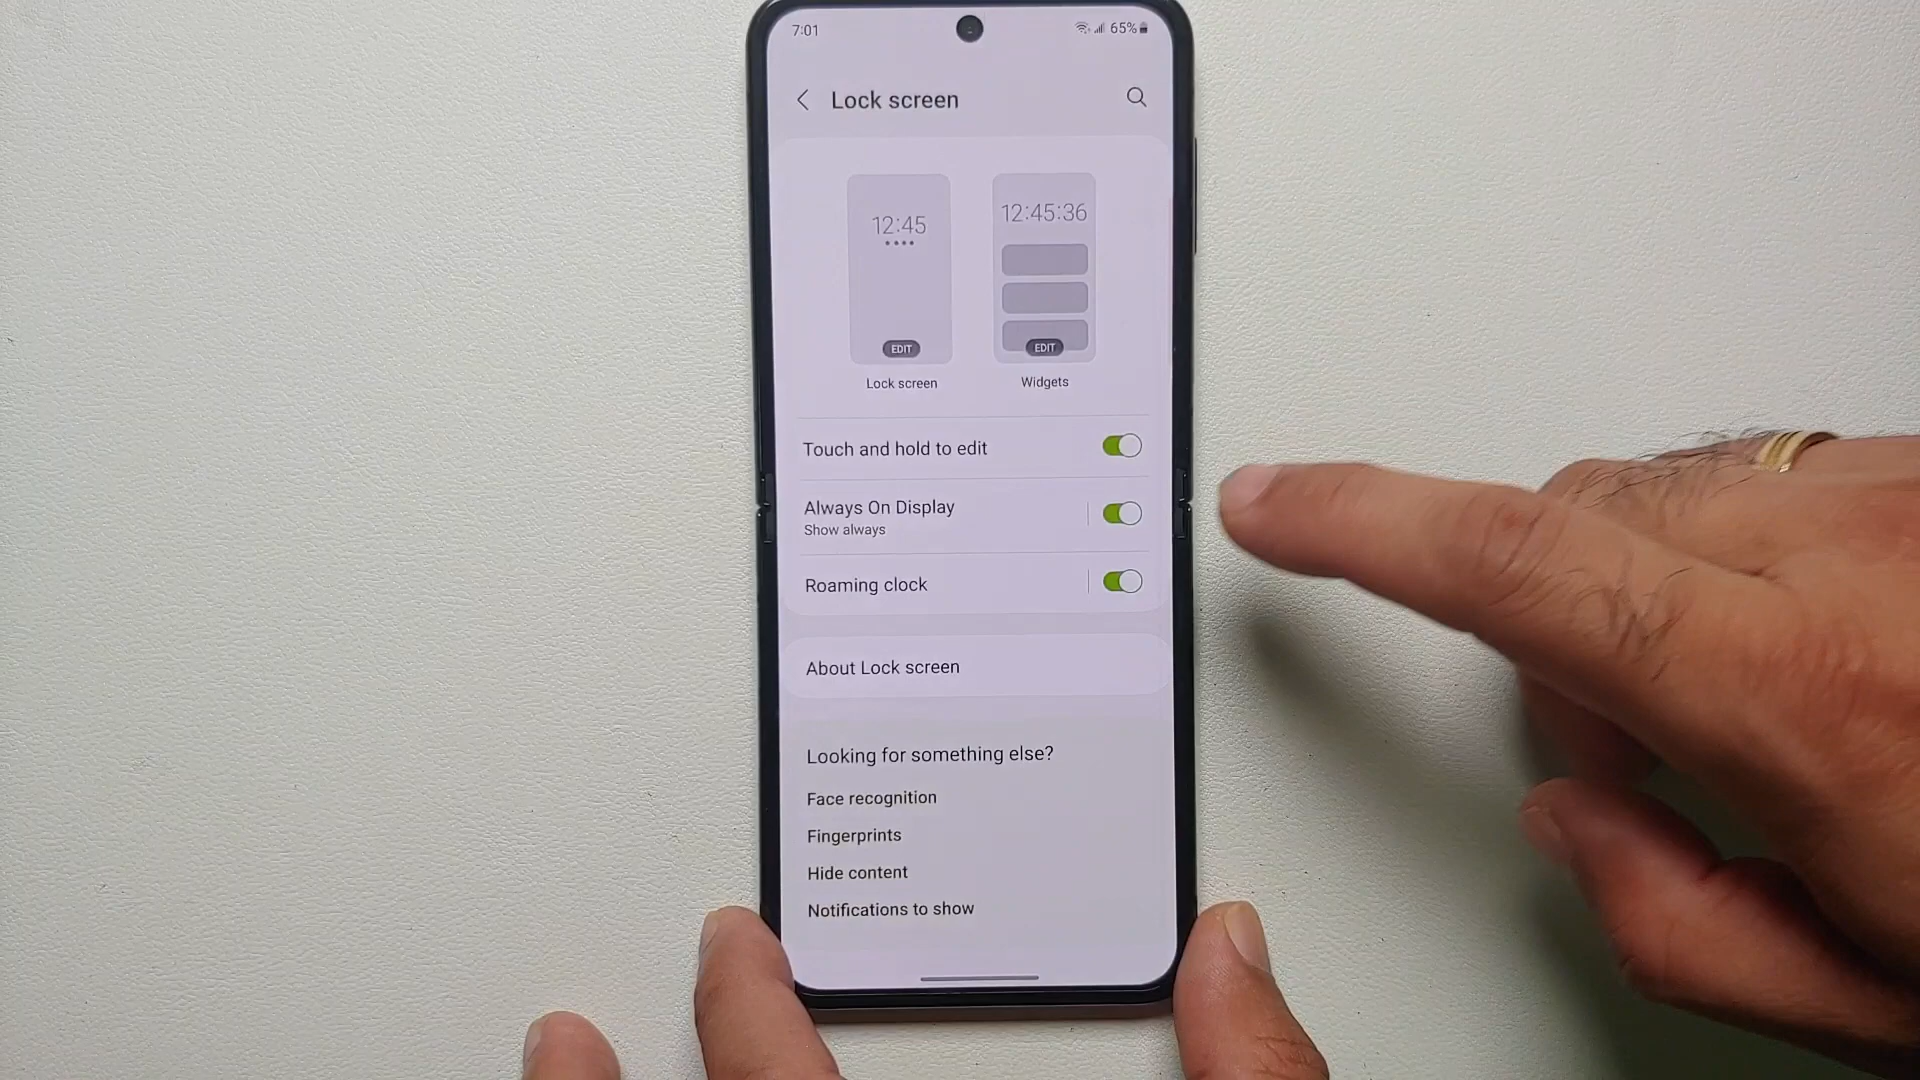 7:01
65%
Lock screen
12:45
12:45:36
EDIT
EDIT
Lock screen
Widgets
Touch and hold to edit
Always On Display
Show always
Roaming clock
About Lock screen
Looking for something else?
Face recognition
Fingerprints
Hide content
Notifications to show